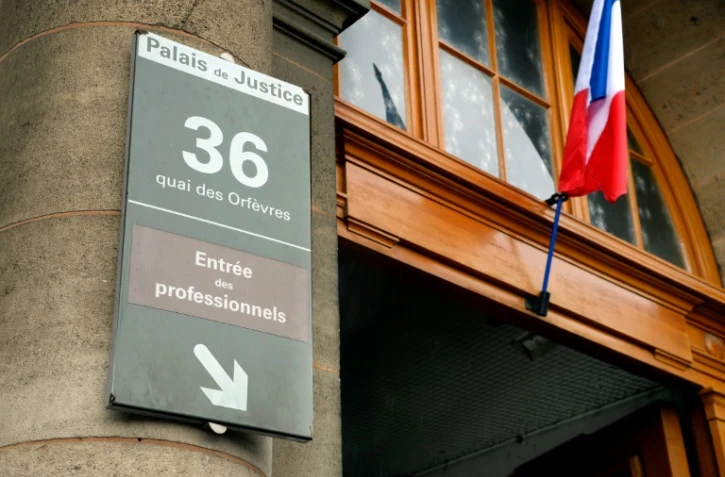 Palais de Justice
36
quai des Orfèvres
Entrée
des
professionnels